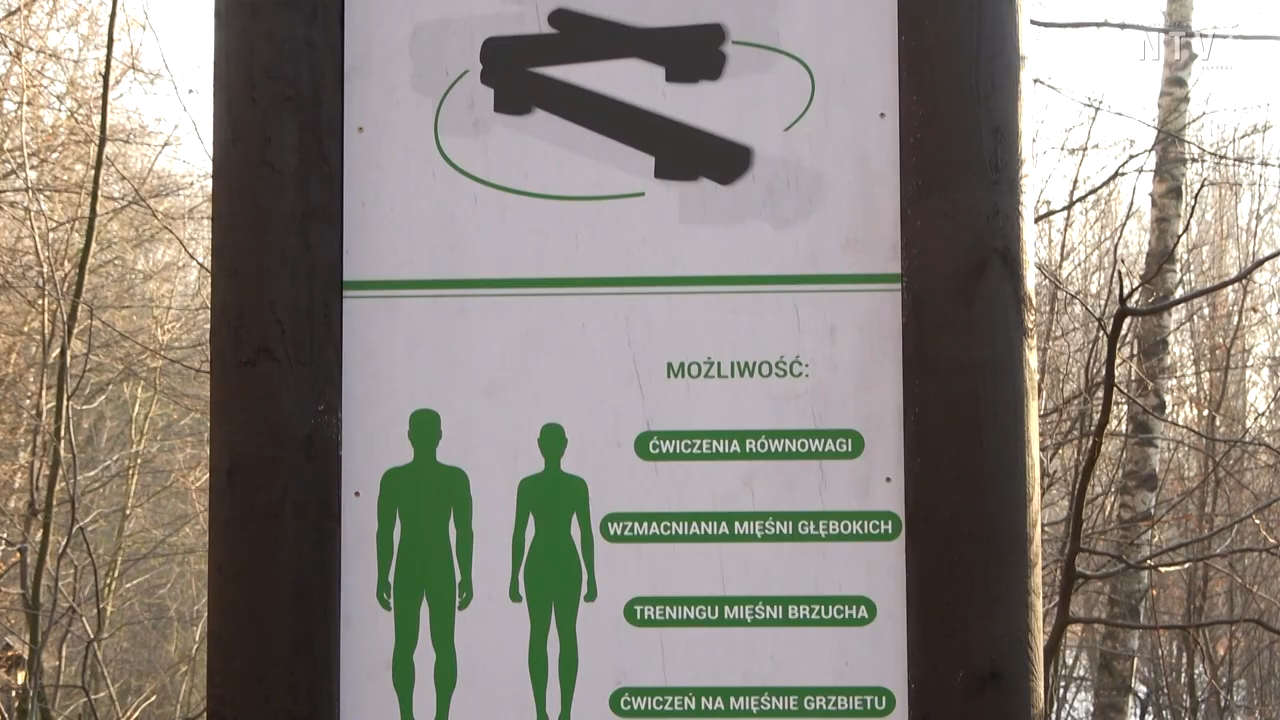 NTV
MOŻLIWOŚĆ:
ĆWICZENIA RÓWNOWAGI
WZMACNIANIA MIĘŚNI GŁĘBOKICH
TRENINGU MIĘŚNI BRZUCHA
ĆWICZEŃ NA MIĘŚNIE GRZBIETU